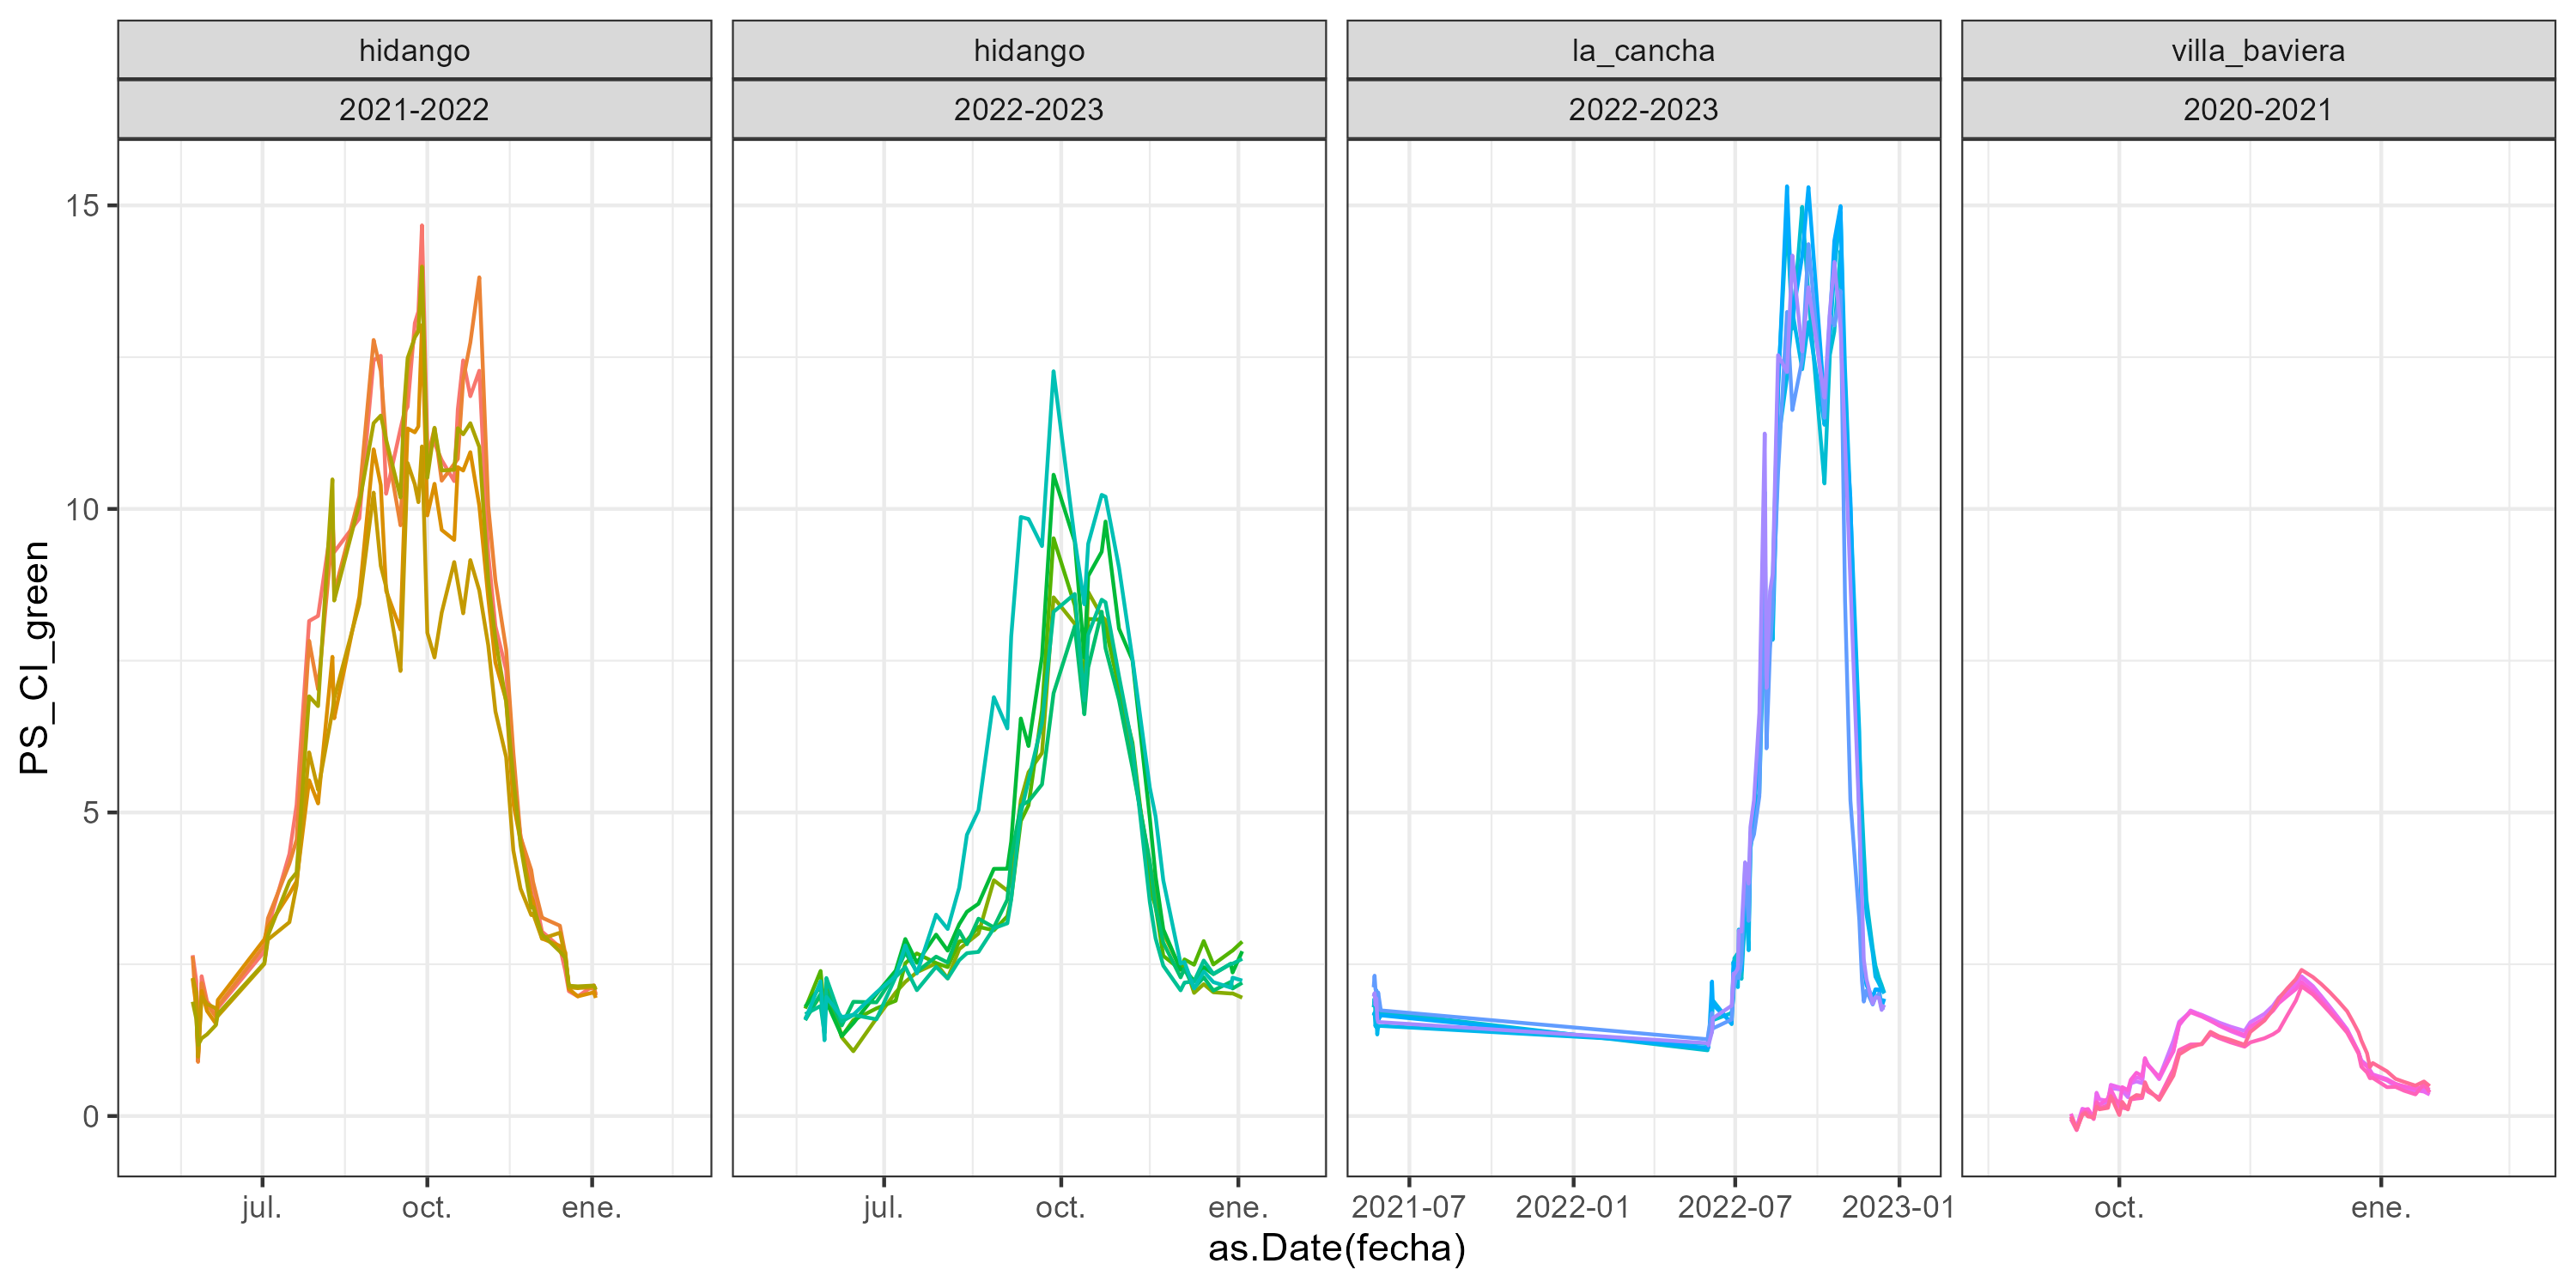 hidango
hidango
la_cancha
villa_baviera
2021-2022
2022-2023
2022-2023
2020-2021
15
10
5
0
PS_CI_green
jul.
oct.
ene.
jul.
oct.
ene.
2021-07
2022-01
2022-07
2023-01
oct.
ene.
as.Date(fecha)